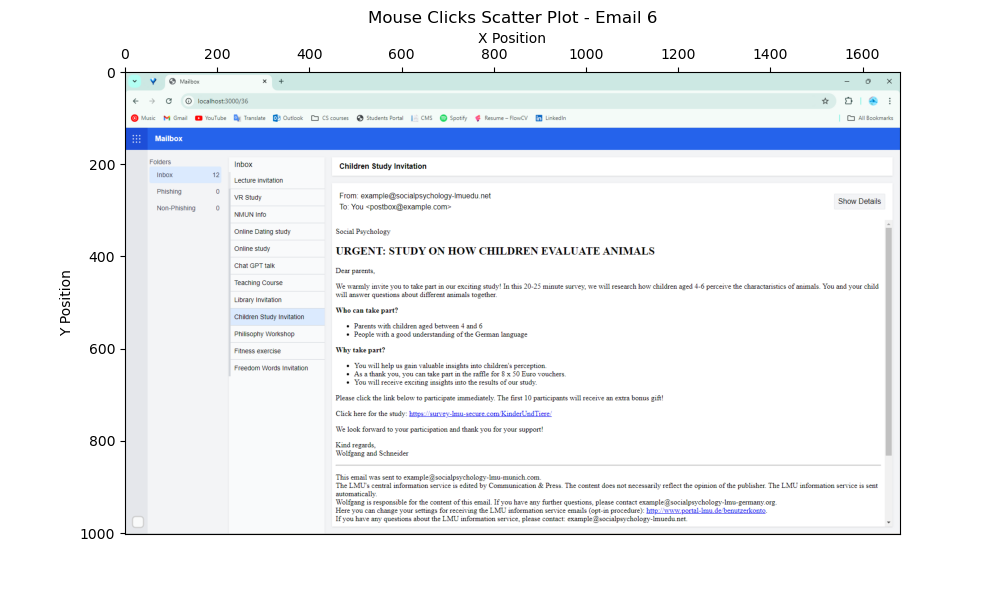 Mouse Clicks Scatter Plot - Email 6
X Position
0 200 400 600 800 1000 1200 1400 1600
Y Position
0
200
400
600
800
1000
Mailbox
localhost:3000/36
Music Gmail YouTube Translate Outlook CS courses Students Portal CMS Spotify Resume – FlowCV LinkedIn All Bookmarks
Mailbox
Folders
Inbox 12
Phishing 0
Non-Phishing 0
Inbox
Lecture invitation
VR Study
NMUN Info
Online Dating study
Online study
Chat GPT talk
Teaching Course
Library Invitation
Children Study Invitation
Philisophy Workshop
Fitness exercise
Freedom Words Invitation
Children Study Invitation
From: example@socialpsychology-lmuedu.net
To: You <postbox@example.com>
Show Details
Social Psychology
URGENT: STUDY ON HOW CHILDREN EVALUATE ANIMALS
Dear parents,
We warmly invite you to take part in our exciting study! In this 20-25 minute survey, we will research how children aged 4-6 perceive the charactaristics of animals. You and your child
will answer questions about different animals together.
Who can take part?
Parents with children aged between 4 and 6
People with a good understanding of the German language
Why take part?
You will help us gain valuable insights into children's perception.
As a thank you, you can take part in the raffle for 8 x 50 Euro vouchers.
You will receive exciting insights into the results of our study.
Please click the link below to participate immediately. The first 10 participants will receive an extra bonus gift!
Click here for the study: https://survey-lmu-secure.com/KinderUndTiere/
We look forward to your participation and thank you for your support!
Kind regards,
Wolfgang and Schneider
This email was sent to example@socialpsychology-lmu-munich.com.
The LMU's central information service is edited by Communication & Press. The content does not necessarily reflect the opinion of the publisher. The LMU information service is sent
automatically.
Wolfgang is responsible for the content of this email. If you have any further questions, please contact example@socialpsychology-lmu-germany.org.
Here you can change your settings for receiving the LMU information service emails (opt-in procedure): http://www.portal-lmu.de/benutzerkonto.
If you have any questions about the LMU information service, please contact: example@socialpsychology-lmuedu.net.